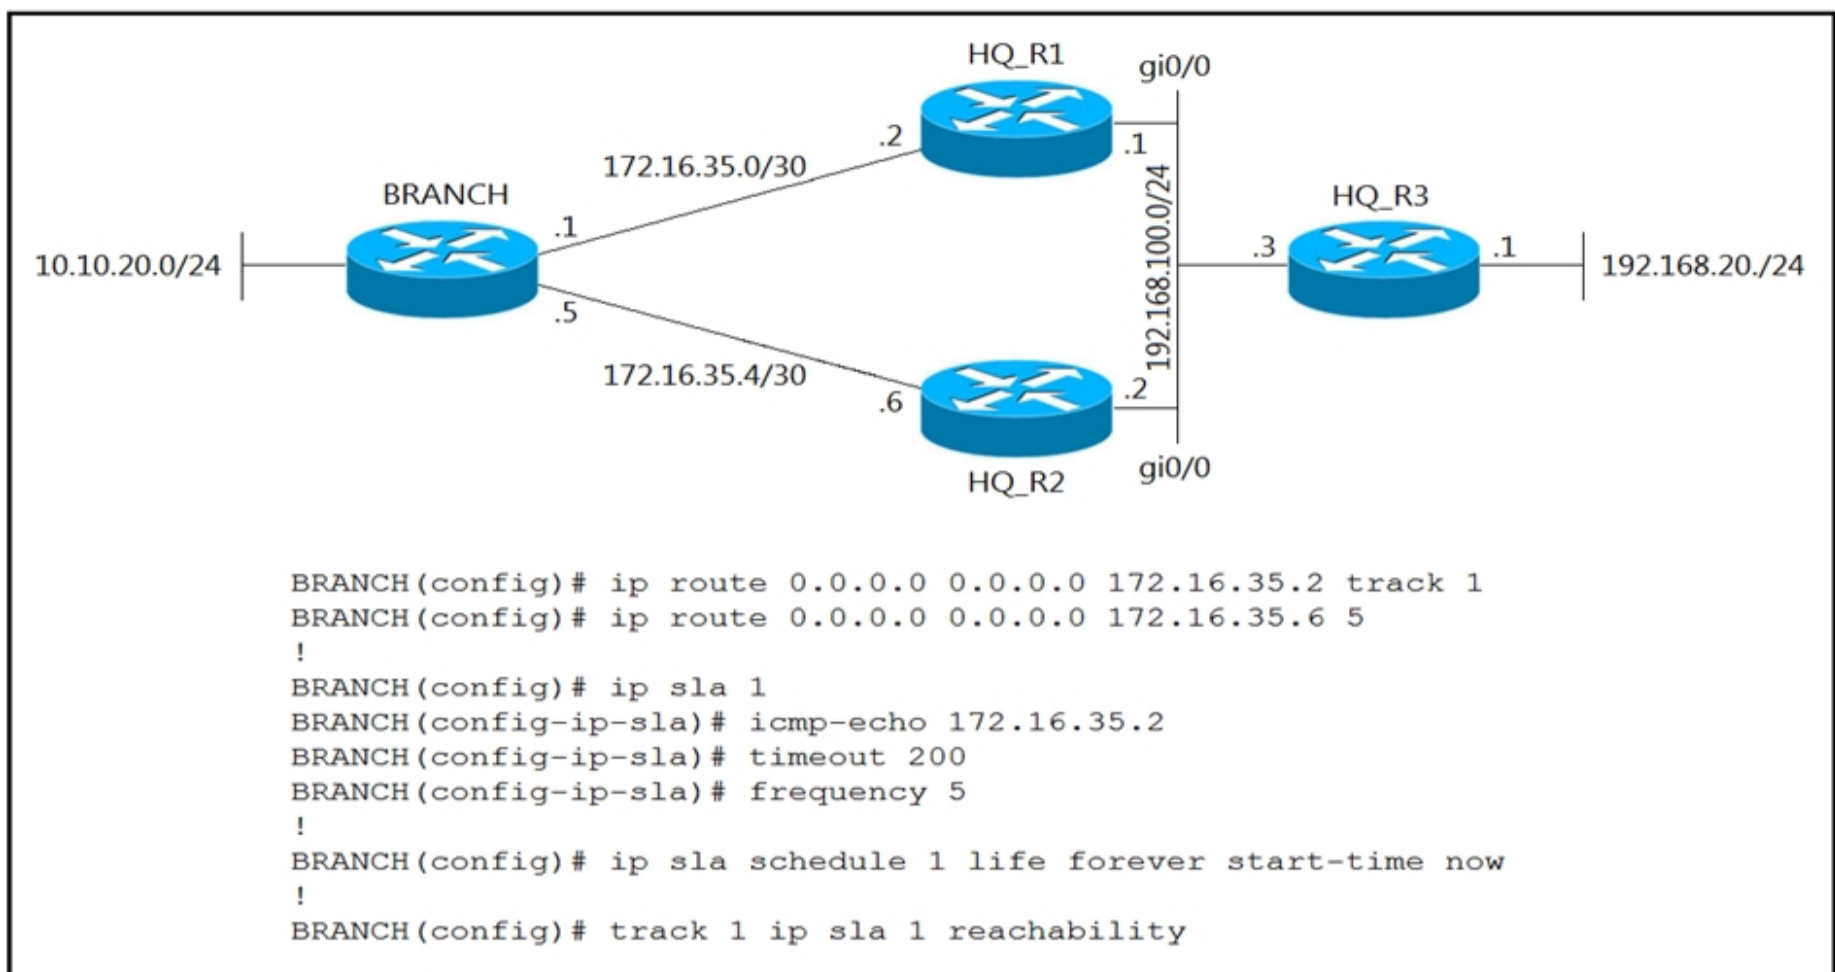 HQ_R1
gi0/0
.2
.1
172.16.35.0/30
BRANCH
HQ_R3
.1
192.168.100.0/24
.3
.1
10.10.20.0/24
192.168.20./24
.5
172.16.35.4/30
.2
.6
gi0/0
HQ_R2
BRANCH(config)# ip route 0.0.0.0 0.0.0.0 172.16.35.2 track 1
BRANCH(config)# ip route 0.0.0.0 0.0.0.0 172.16.35.6 5
!
BRANCH(config)# ip sla 1
BRANCH(config-ip-sla)# icmp-echo 172.16.35.2
BRANCH(config-ip-sla)# timeout 200
BRANCH(config-ip-sla)# frequency 5
!
BRANCH(config)# ip sla schedule 1 life forever start-time now
!
BRANCH(config)# track 1 ip sla 1 reachability